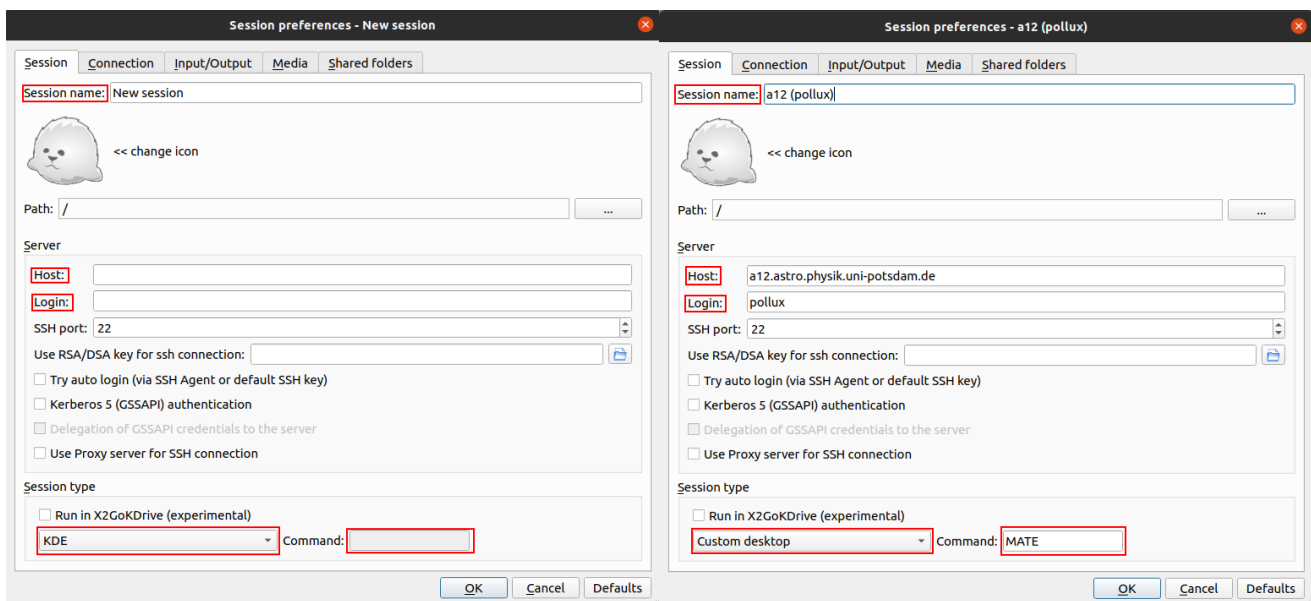 Session preferences - New session
Session Connection Input/Output Media Shared folders
Session name: New session
<< change icon
Path: / ...
Server
Host:
Login:
SSH port: 22
Use RSA/DSA key for ssh connection:
Try auto login (via SSH Agent or default SSH key)
Kerberos 5 (GSSAPI) authentication
Delegation of GSSAPI credentials to the server
Use Proxy server for SSH connection
Session type
Run in X2GoKDrive (experimental)
KDE Command:
OK Cancel Defaults
Session preferences - a12 (pollux)
Session Connection Input/Output Media Shared folders
Session name: a12 (pollux)
<< change icon
Path: / ...
Server
Host: a12.astro.physik.uni-potsdam.de
Login: pollux
SSH port: 22
Use RSA/DSA key for ssh connection:
Try auto login (via SSH Agent or default SSH key)
Kerberos 5 (GSSAPI) authentication
Delegation of GSSAPI credentials to the server
Use Proxy server for SSH connection
Session type
Run in X2GoKDrive (experimental)
Custom desktop Command: MATE
OK Cancel Defaults